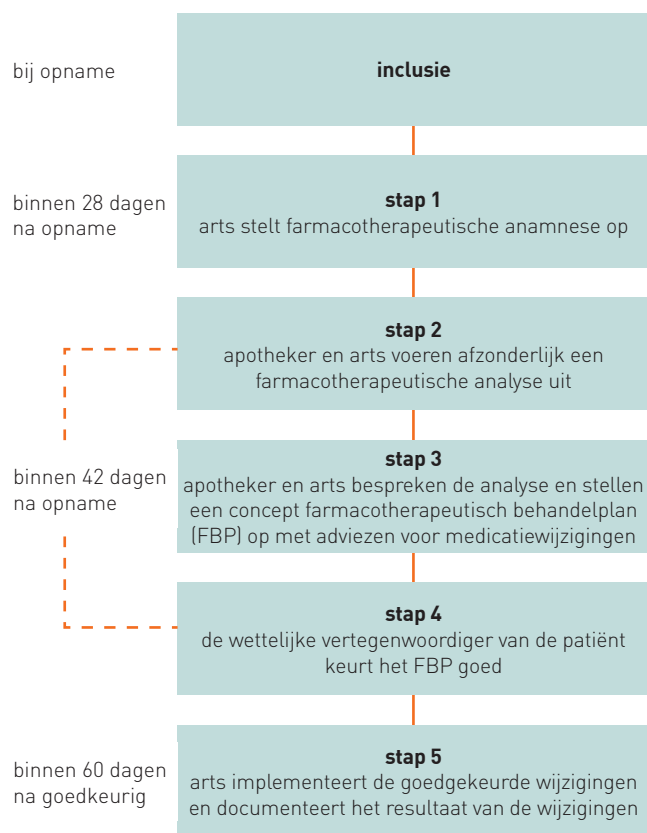 bij opname
inclusie
binnen 28 dagen
na opname
stap 1
arts stelt farmacotherapeutische anamnese op
stap 2
apotheker en arts voeren afzonderlijk een
farmacotherapeutische analyse uit
binnen 42 dagen
na opname
stap 3
apotheker en arts bespreken de analyse en stellen
een concept farmacotherapeutisch behandelplan
(FBP) op met adviezen voor medicatiewijzigingen
stap 4
de wettelijke vertegenwoordiger van de patiënt
keurt het FBP goed
binnen 60 dagen
na goedkeurig
stap 5
arts implementeert de goedgekeurde wijzigingen
en documenteert het resultaat van de wijzigingen